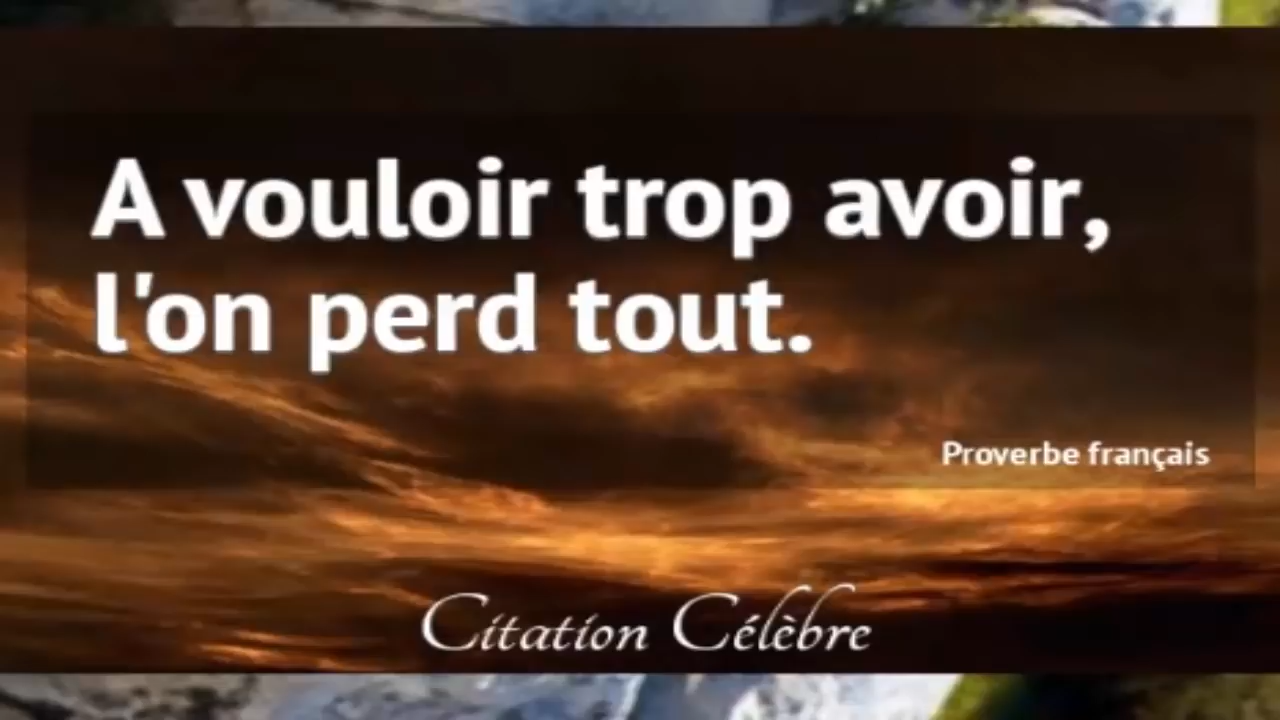 A vouloir trop avoir,
l'on perd tout.
Proverbe français
Citation Célèbre